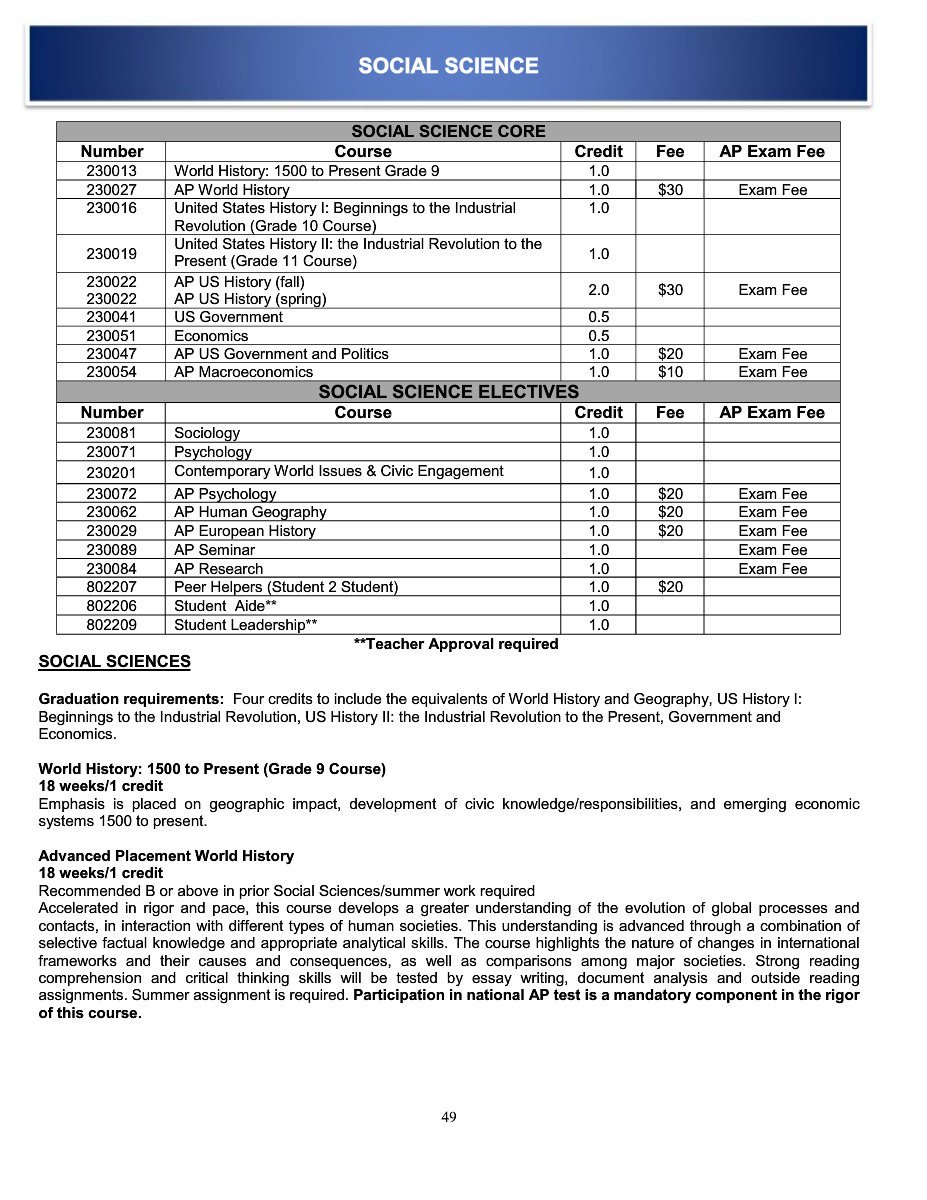 SOCIAL SCIENCE
SOCIAL SCIENCE CORE
Number Course Credit Fee AP Exam Fee
230013 World History: 1500 to Present Grade 9 1.0
230027 AP World History 1.0 $30 Exam Fee
230016 United States History I: Beginnings to the Industrial 1.0
Revolution (Grade 10 Course)
United States History II: the Industrial Revolution to the
230019 Present (Grade 11 Course) 1.0
230022 AP US History (fall)
230022 AP US History (spring) 2.0 $30 Exam Fee
230041 US Government 0.5
230051 Economics 0.5
230047 AP US Government and Politics 1.0 $20 Exam Fee
230054 AP Macroeconomics 1.0 $10 Exam Fee
SOCIAL SCIENCE ELECTIVES
Number Course Credit Fee AP Exam Fee
230081 Sociology 1.0
230071 Psychology 1.0
230201 Contemporary World Issues & Civic Engagement 1.0
230072 AP Psychology 1.0 $20 Exam Fee
230062 AP Human Geography 1.0 $20 Exam Fee
230029 AP European History 1.0 $20 Exam Fee
230089 AP Seminar 1.0 Exam Fee
230084 AP Research 1.0 Exam Fee
802207 Peer Helpers (Student 2 Student) 1.0 $20
802206 Student Aide** 1.0
802209 Student Leadership** 1.0
**Teacher Approval required
SOCIAL SCIENCES
Graduation requirements: Four credits to include the equivalents of World History and Geography, US History I:
Beginnings to the Industrial Revolution, US History II: the Industrial Revolution to the Present, Government and
Economics.
World History: 1500 to Present (Grade 9 Course)
18 weeks/1 credit
Emphasis is placed on geographic impact, development of civic knowledge/responsibilities, and emerging economic
systems 1500 to present.
Advanced Placement World History
18 weeks/1 credit
Recommended B or above in prior Social Sciences/summer work required
Accelerated in rigor and pace, this course develops a greater understanding of the evolution of global processes and
contacts, in interaction with different types of human societies. This understanding is advanced through a combination of
selective factual knowledge and appropriate analytical skills. The course highlights the nature of changes in international
frameworks and their causes and consequences, as well as comparisons among major societies. Strong reading
comprehension and critical thinking skills will be tested by essay writing, document analysis and outside reading
assignments. Summer assignment is required. Participation in national AP test is a mandatory component in the rigor
of this course.
49